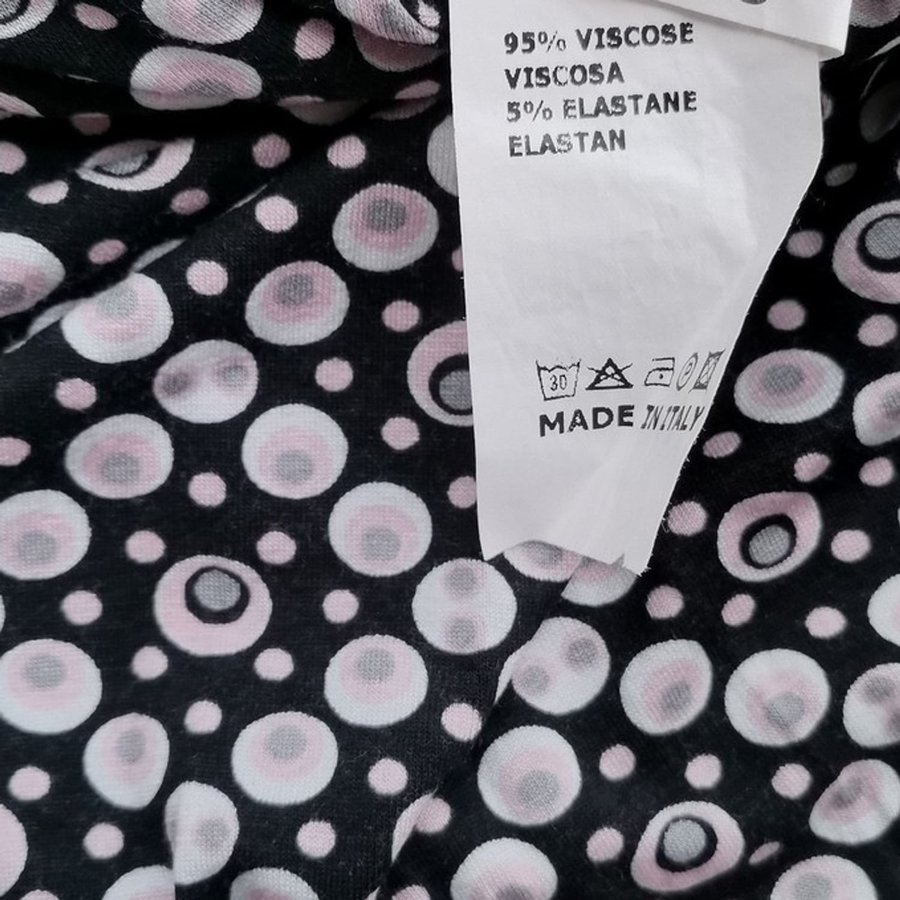 95% VISCOSE
VISCOSA
5% ELASTANE
ELASTAN
30 P
MADE IN ITALY